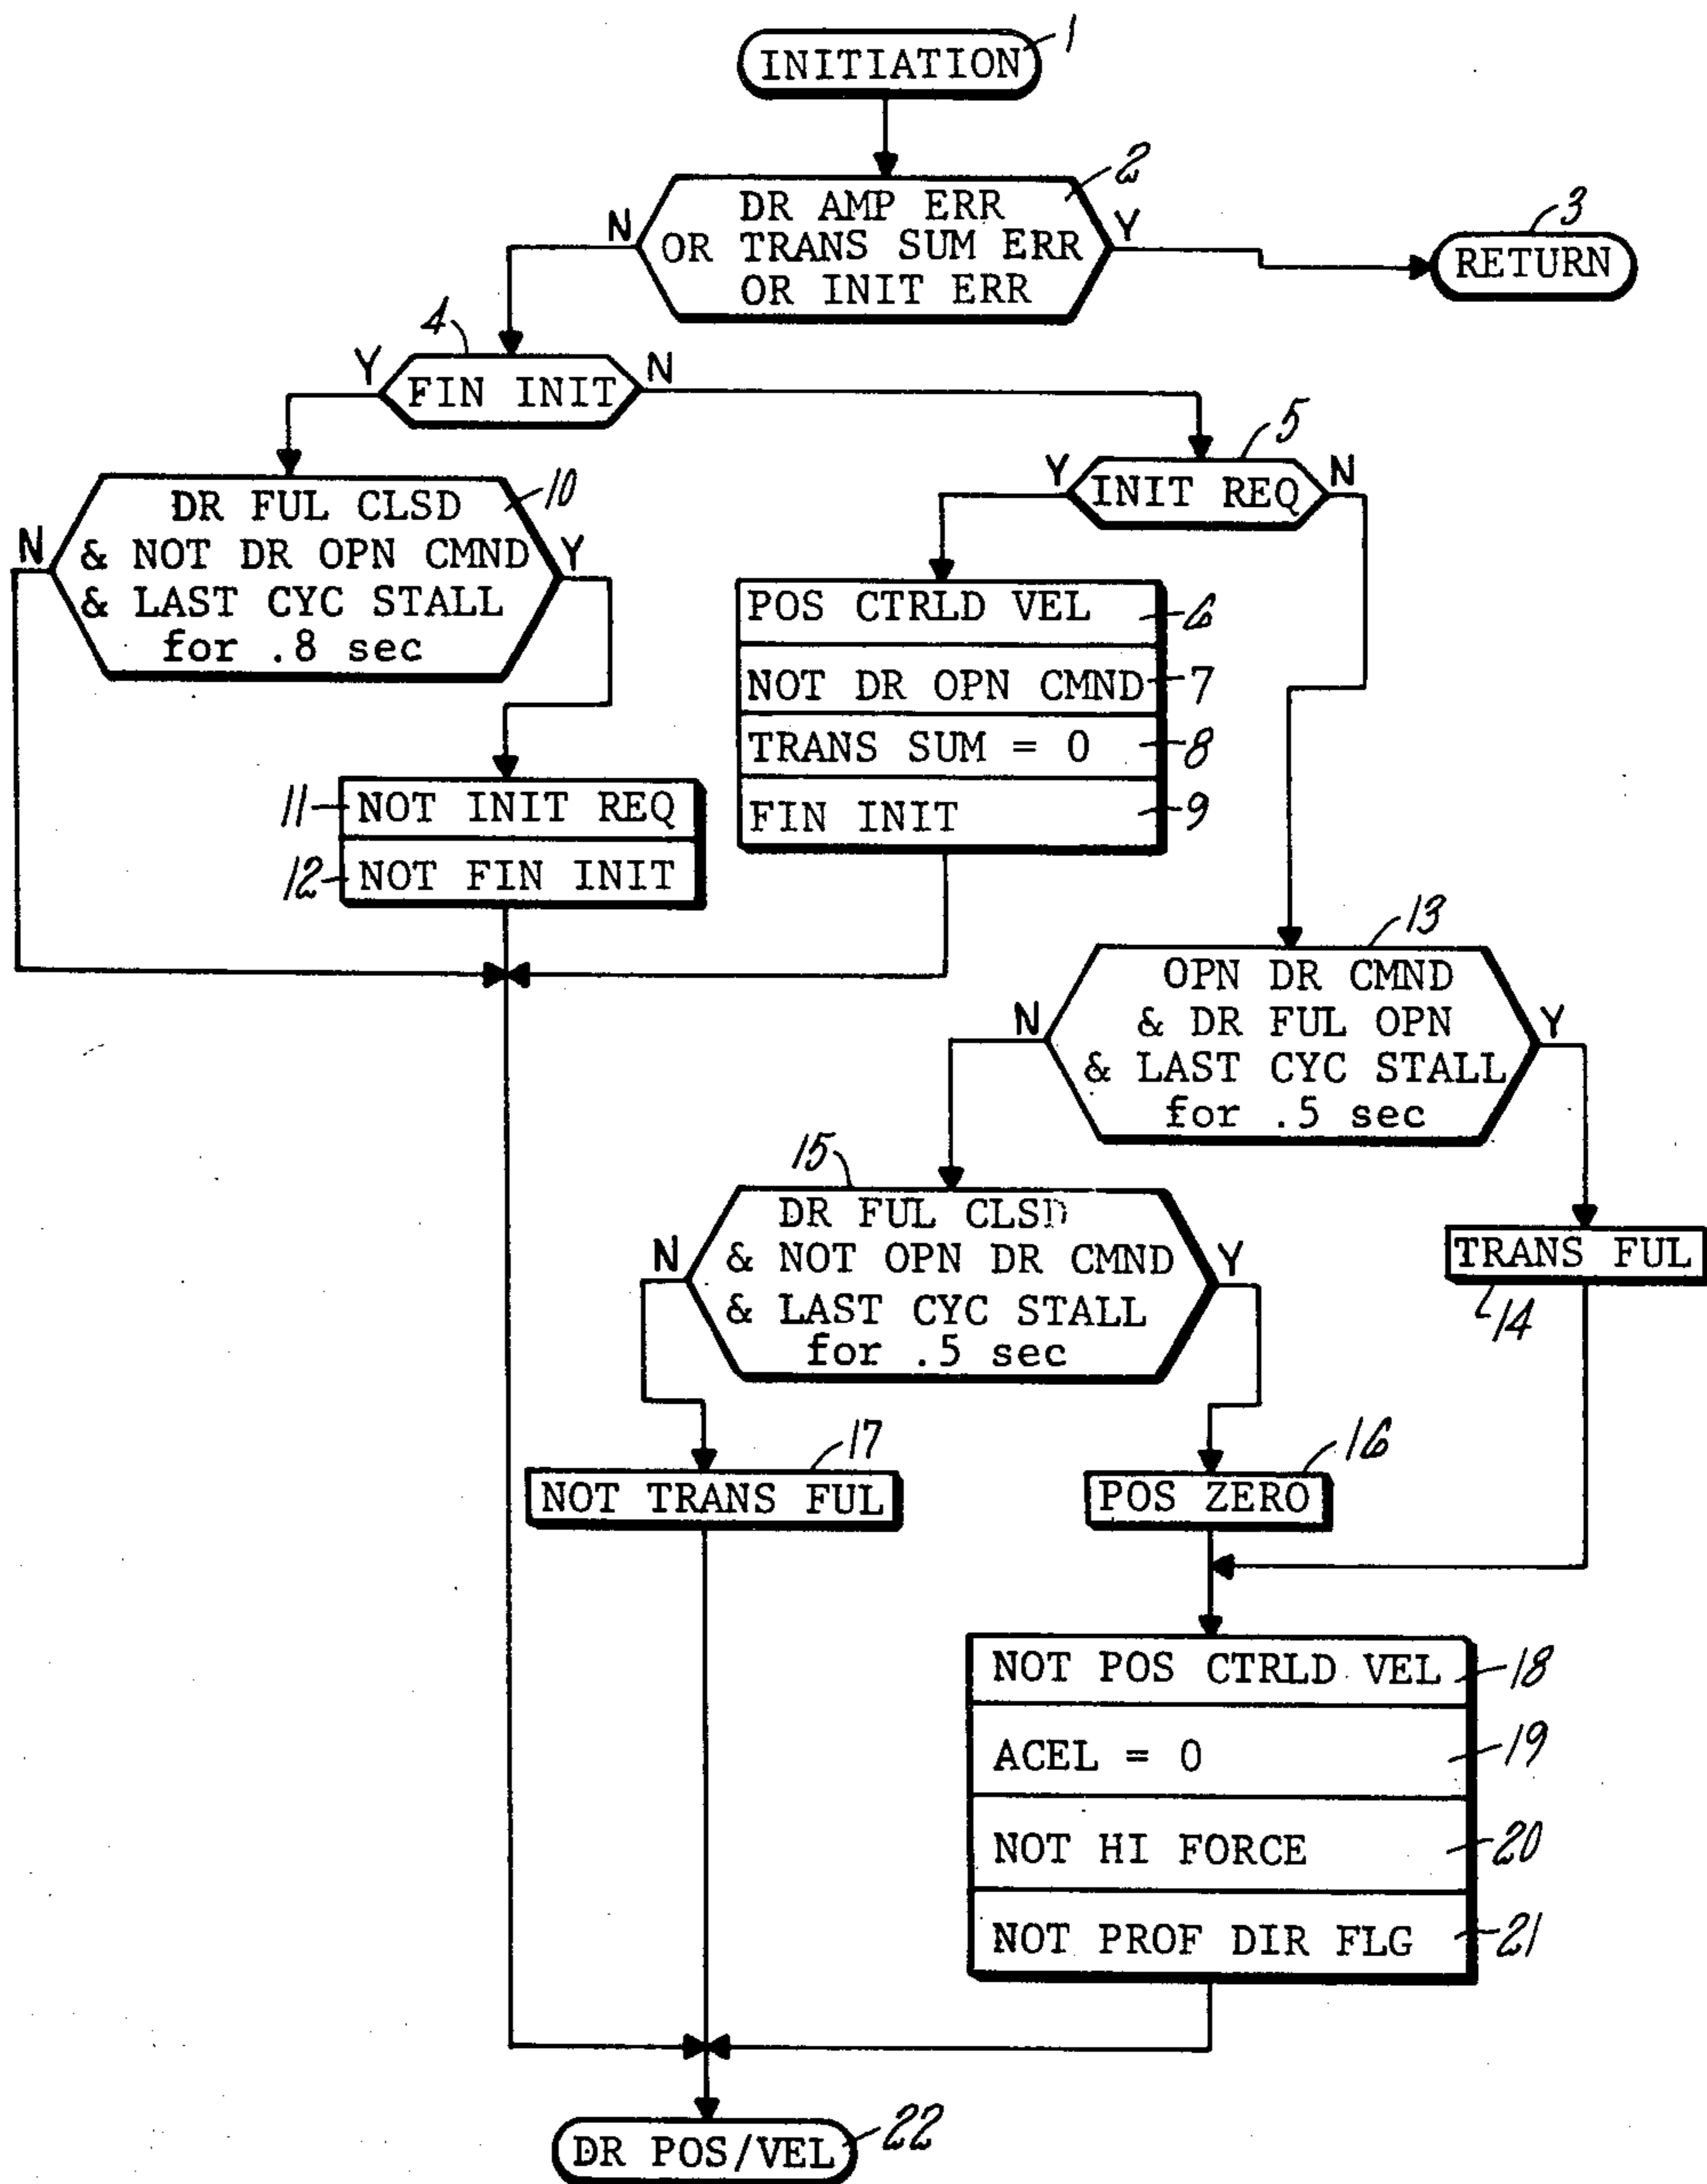 1
INITIATION
2
DR AMP ERR
OR TRANS SUM ERR
OR INIT ERR
N
Y
3
RETURN
4
Y
FIN INIT
N
5
Y
INIT REQ
N
10
DR FUL CLSD
& NOT DR OPN CMND
& LAST CYC STALL
for .8 sec
N
Y
POS CTRLD VEL 6
NOT DR OPN CMND 7
TRANS SUM = 0 8
FIN INIT 9
11 NOT INIT REQ
12 NOT FIN INIT
13
OPN DR CMND
& DR FUL OPN
& LAST CYC STALL
for .5 sec
N
Y
15
DR FUL CLSD
& NOT OPN DR CMND
& LAST CYC STALL
for .5 sec
N
Y
TRANS FUL
14
17
NOT TRANS FUL
16
POS ZERO
NOT POS CTRLD VEL 18
ACEL = 0 19
NOT HI FORCE 20
NOT PROF DIR FLG 21
DR POS/VEL 22